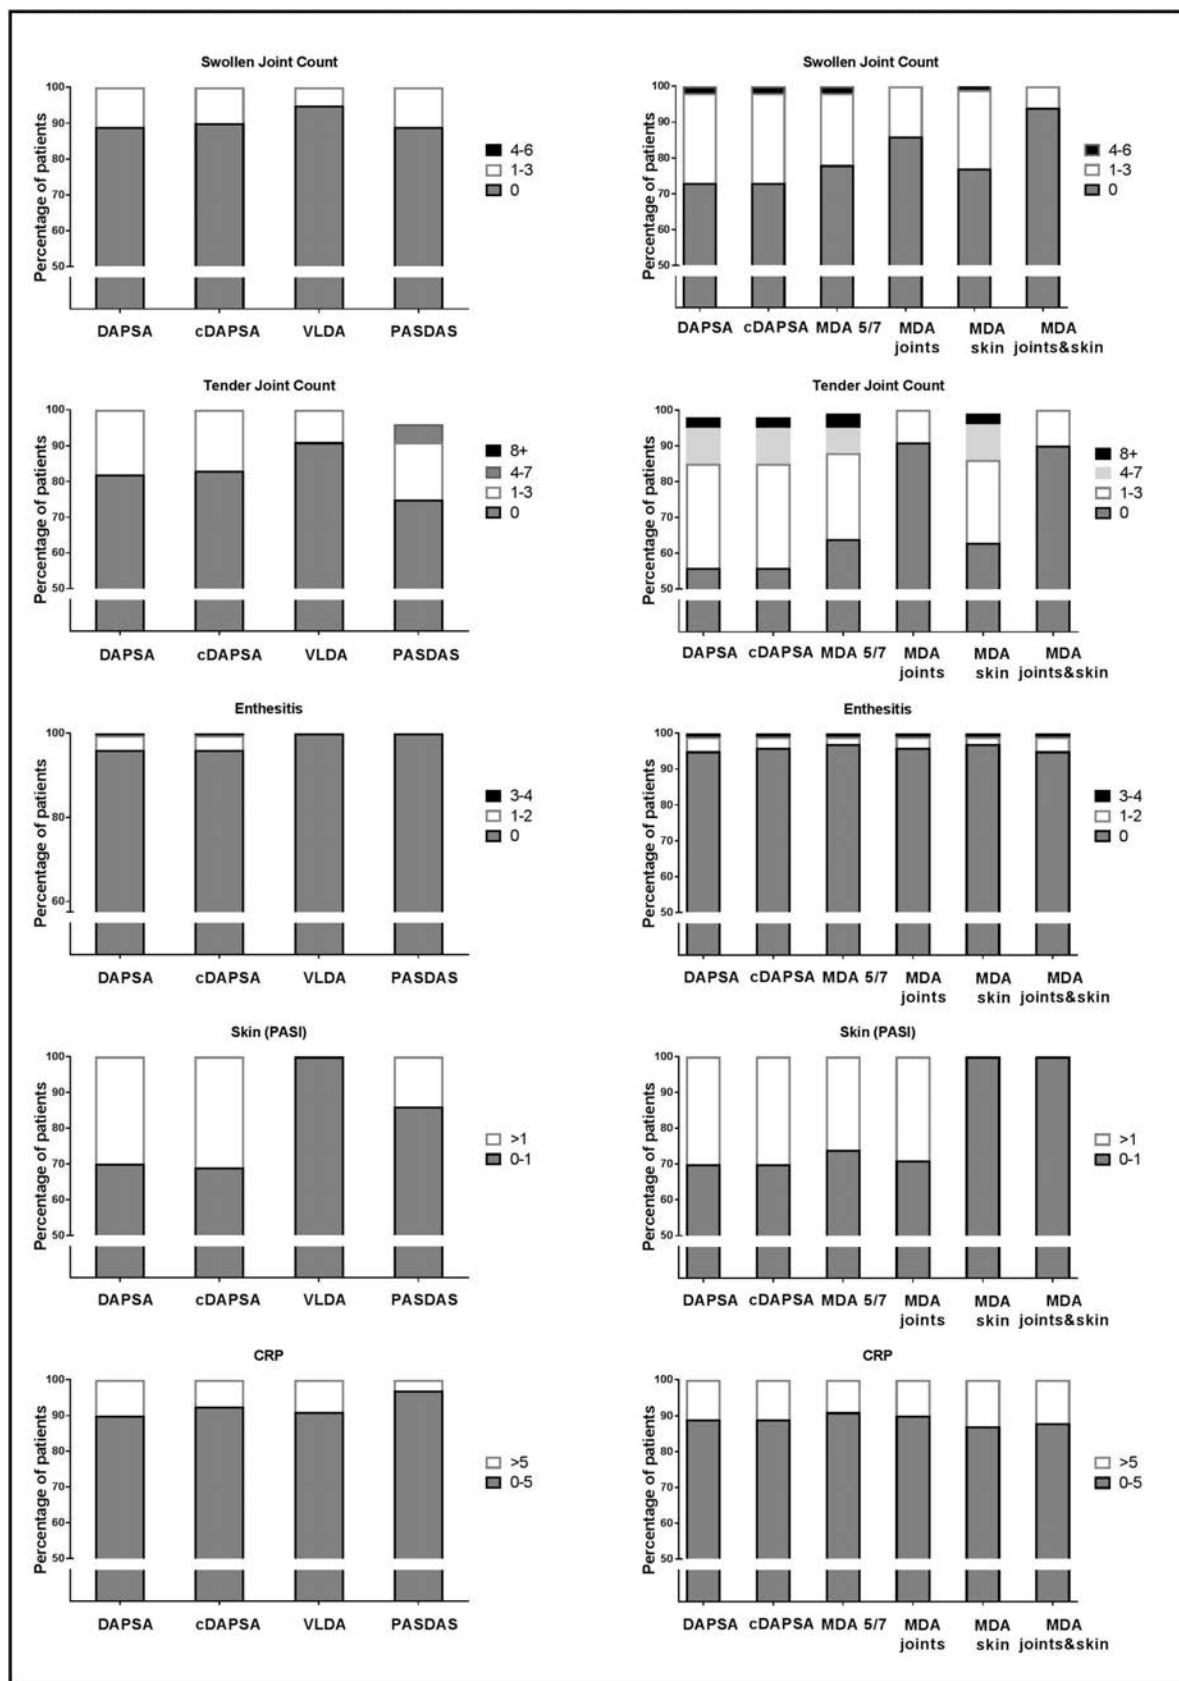 Swollen Joint Count
Percentage of patients
100
90
80
70
60
50
DAPSA
cDAPSA
VLDA
PASDAS
4-6
1-3
0
Swollen Joint Count
Percentage of patients
100
90
80
70
60
50
DAPSA
cDAPSA
MDA 5/7
MDA
joints
MDA
skin
MDA
joints&skin
4-6
1-3
0
Tender Joint Count
Percentage of patients
100
90
80
70
60
50
DAPSA
cDAPSA
VLDA
PASDAS
8+
4-7
1-3
0
Tender Joint Count
Percentage of patients
100
90
80
70
60
50
DAPSA
cDAPSA
MDA 5/7
MDA
joints
MDA
skin
MDA
joints&skin
8+
4-7
1-3
0
Enthesitis
Percentage of patients
100
80
60
DAPSA
cDAPSA
VLDA
PASDAS
3-4
1-2
0
Enthesitis
Percentage of patients
100
90
80
70
60
50
DAPSA
cDAPSA
MDA 5/7
MDA
joints
MDA
skin
MDA
joints&skin
3-4
1-2
0
Skin (PASI)
Percentage of patients
100
90
80
70
60
50
DAPSA
cDAPSA
VLDA
PASDAS
>1
0-1
Skin (PASI)
Percentage of patients
100
90
80
70
60
50
DAPSA
cDAPSA
MDA 5/7
MDA
joints
MDA
skin
MDA
joints&skin
>1
0-1
CRP
Percentage of patients
100
90
80
70
60
50
DAPSA
cDAPSA
VLDA
PASDAS
>5
0-5
CRP
Percentage of patients
100
90
80
70
60
50
DAPSA
cDAPSA
MDA 5/7
MDA
joints
MDA
skin
MDA
joints&skin
>5
0-5